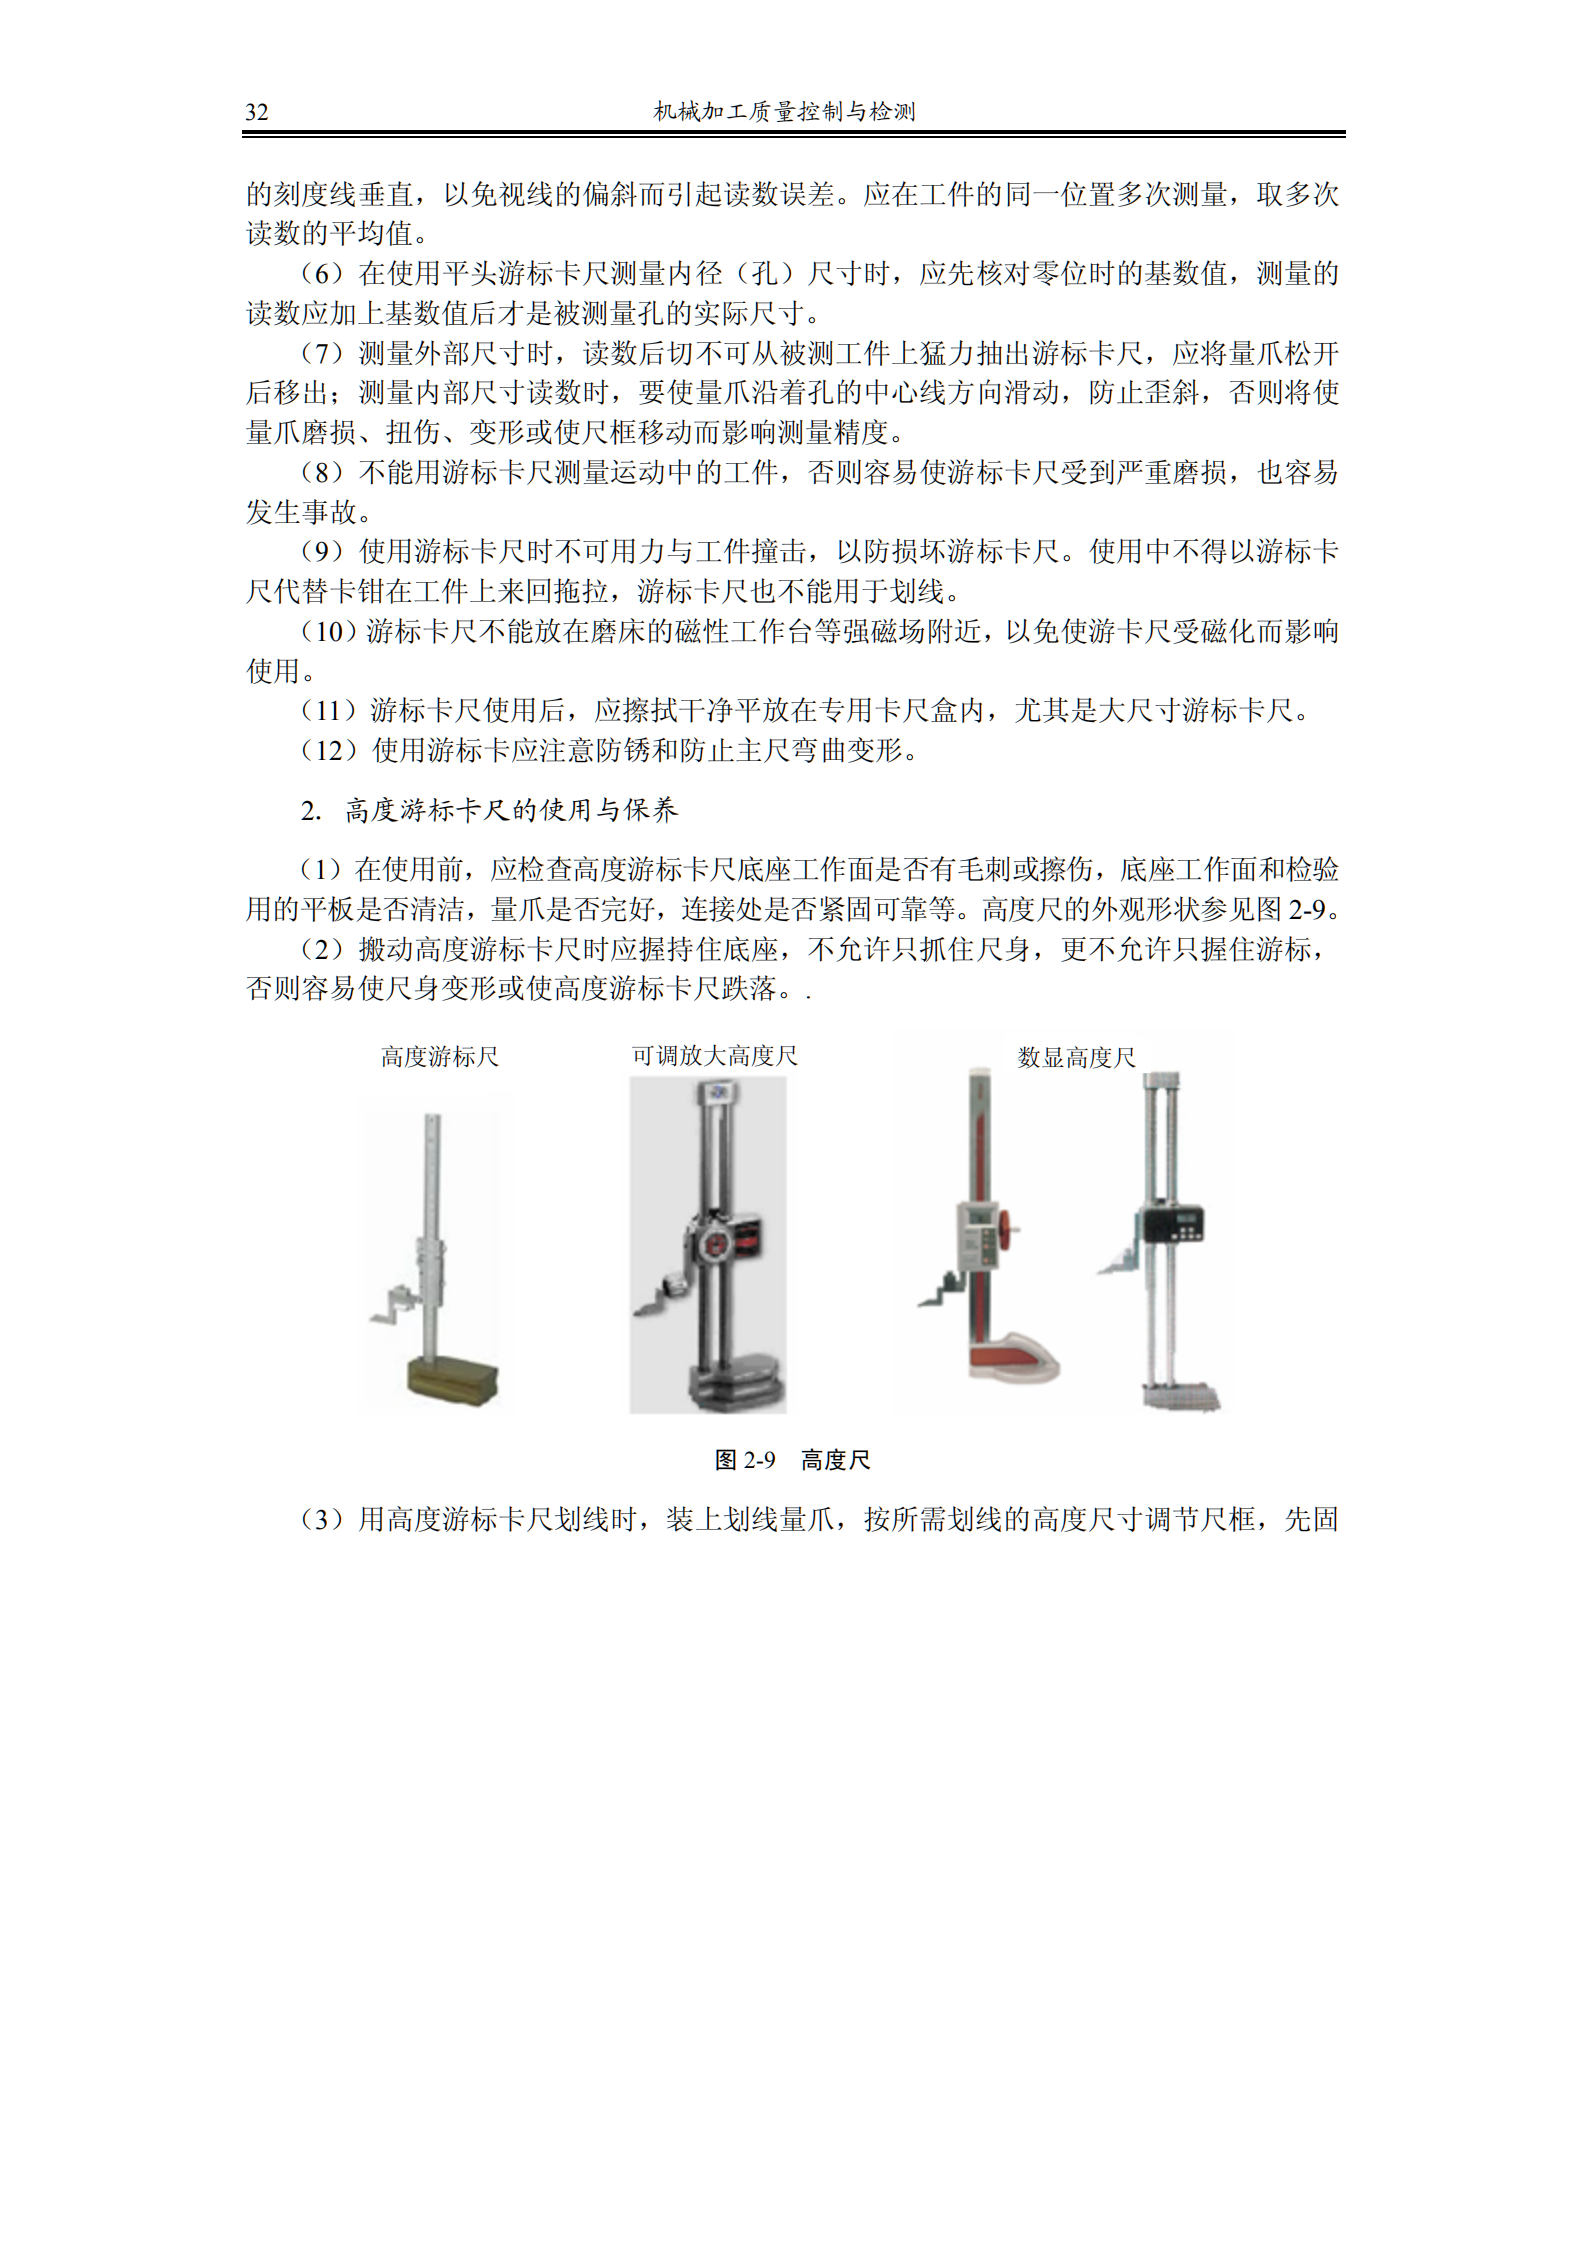 32
机械加工质量控制与检测
的刻度线垂直，以免视线的偏斜而引起读数误差。应在工件的同一位置多次测量，取多次
读数的平均值。
（6）在使用平头游标卡尺测量内径（孔）尺寸时，应先核对零位时的基数值，测量的
读数应加上基数值后才是被测量孔的实际尺寸。
（7）测量外部尺寸时，读数后切不可从被测工件上猛力抽出游标卡尺，应将量爪松开
后移出；测量内部尺寸读数时，要使量爪沿着孔的中心线方向滑动，防止歪斜，否则将使
量爪磨损、扭伤、变形或使尺框移动而影响测量精度。
（8）不能用游标卡尺测量运动中的工件，否则容易使游标卡尺受到严重磨损，也容易
发生事故。
（9）使用游标卡尺时不可用力与工件撞击，以防损坏游标卡尺。使用中不得以游标卡
尺代替卡钳在工件上来回拖拉，游标卡尺也不能用于划线。
（10）游标卡尺不能放在磨床的磁性工作台等强磁场附近，以免使游卡尺受磁化而影响
使用。
（11）游标卡尺使用后，应擦拭干净平放在专用卡尺盒内，尤其是大尺寸游标卡尺。
（12）使用游标卡应注意防锈和防止主尺弯曲变形。
2. 高度游标卡尺的使用与保养
（1）在使用前，应检查高度游标卡尺底座工作面是否有毛刺或擦伤，底座工作面和检验
用的平板是否清洁，量爪是否完好，连接处是否紧固可靠等。高度尺的外观形状参见图 2-9。
（2）搬动高度游标卡尺时应握持住底座，不允许只抓住尺身，更不允许只握住游标，
否则容易使尺身变形或使高度游标卡尺跌落。.
高度游标尺
可调放大高度尺
数显高度尺
图 2-9 高度尺
（3）用高度游标卡尺划线时，装上划线量爪，按所需划线的高度尺寸调节尺框，先固